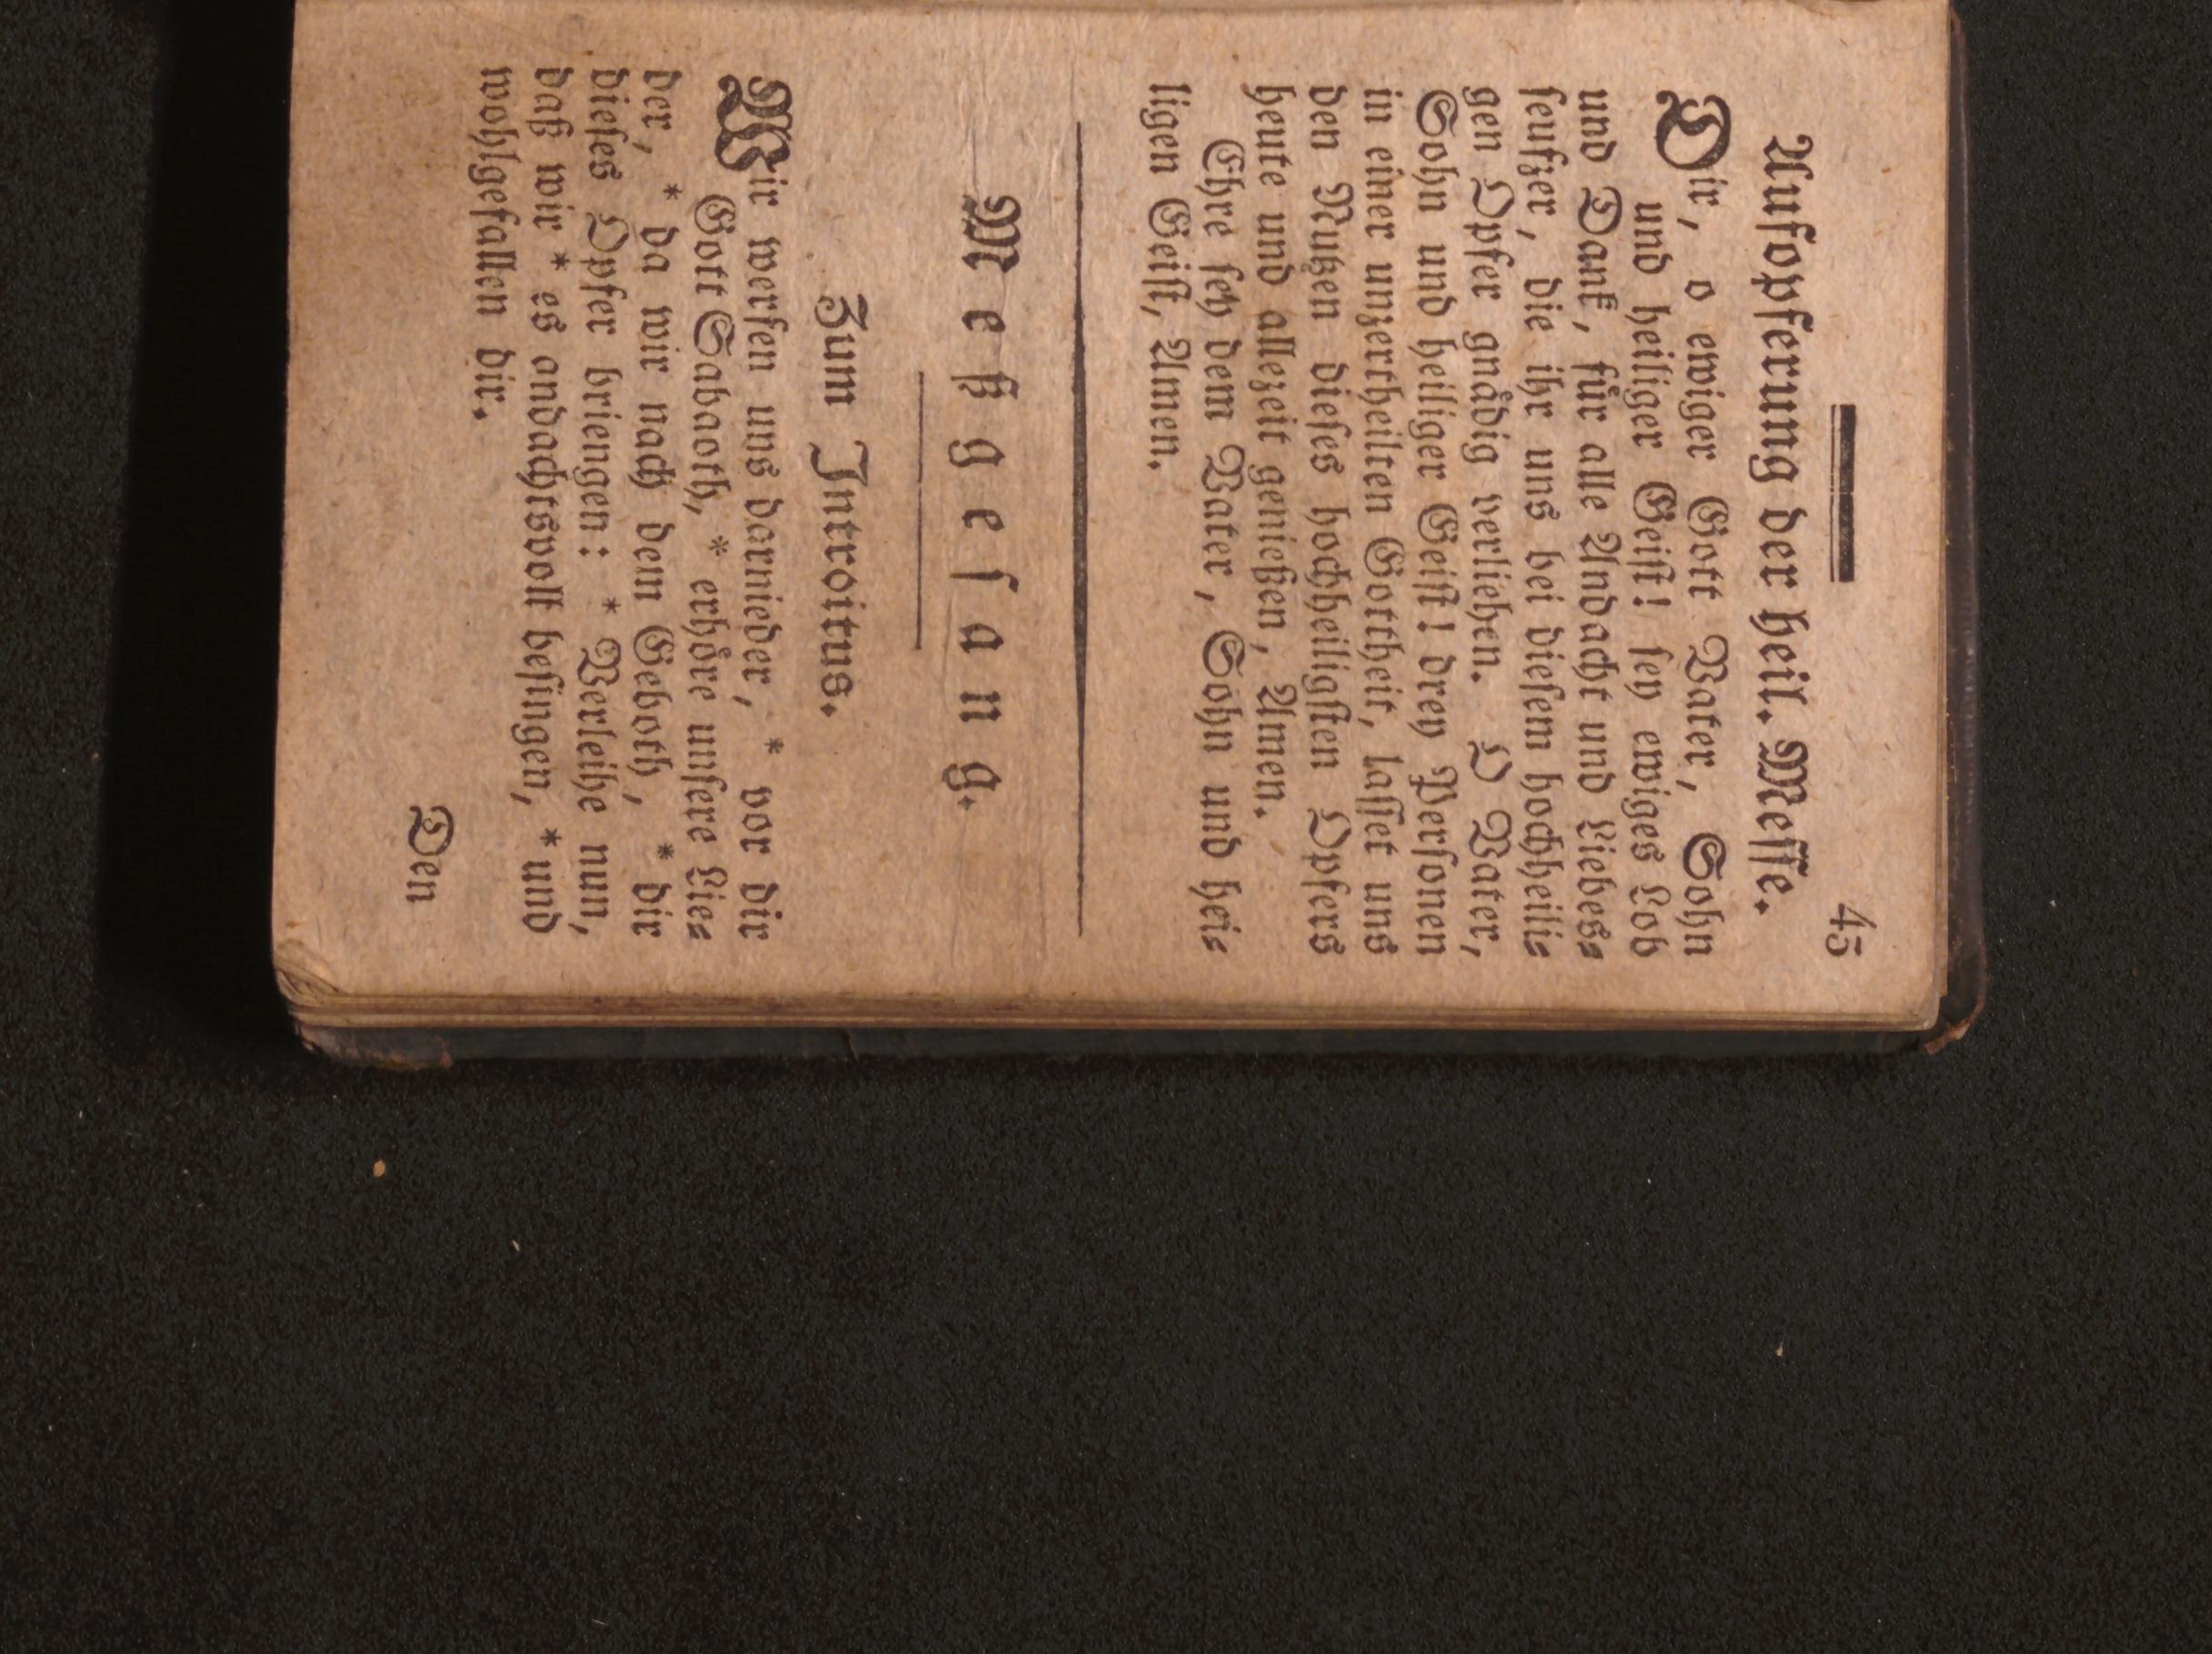 45
Aufopferung der heil. Messe.
Dir, o ewiger Gott Vater, Sohn
und heiliger Geist! sey ewiges Lob
und Dank, für alle Andacht und Liebes-
seufzer, die ihr uns bei diesem hochheili-
gen Opfer gnädig verliehen. O Vater,
Sohn und heiliger Geist! drey Personen
in einer unzertheilten Gottheit, lasset uns
den Nutzen dieses hochheiligsten Opfers
heute und allezeit genießen, Amen.
Ehre sey dem Vater, Sohn und hei-
ligen Geist, Amen.
Meßgesang.
Zum Introitus.
Wir werfen uns darnieder, * vor dir
Gott Sabaoth, * erhöre unsere Lie-
der, * da wir nach dem Geboth, * dir
dieses Opfer briengen: * Verleihe nun,
daß wir * es andachtsvoll besingen, * und
wohlgefallen dir.
Den